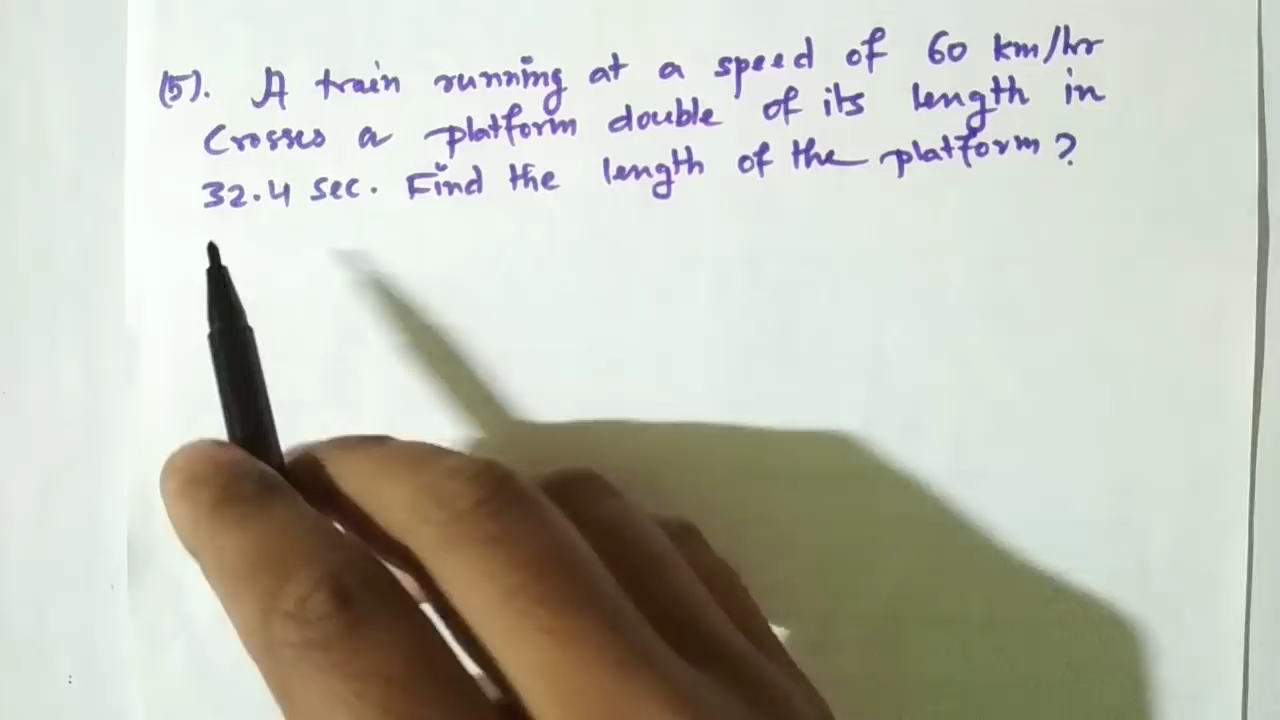 (5). A train running at a speed of 60 km/hr
Crosses a platform double of its length in
32.4 sec. Find the length of the platform?